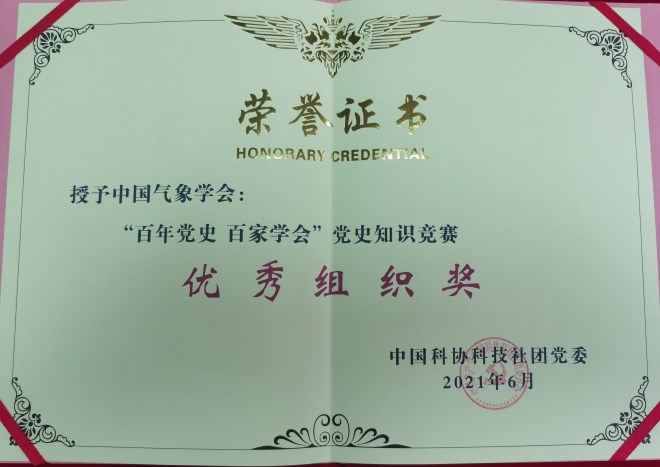 荣誉证书
HONORARY CREDENTIAL
授予中国气象学会：
“百年党史 百家学会”党史知识竞赛
优秀组织奖
中国科协科技社团党委
2021年6月